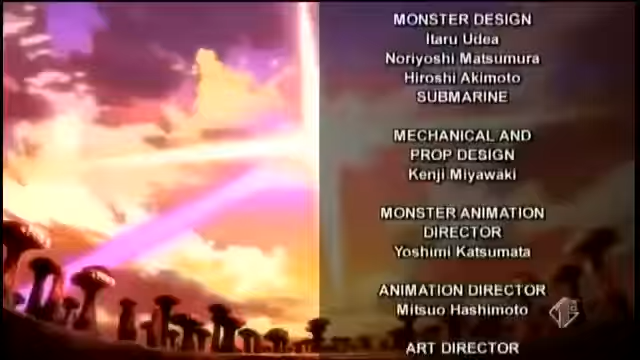 MONSTER DESIGN
Itaru Udea
Noriyoshi Matsumura
Hiroshi Akimoto
SUBMARINE
MECHANICAL AND
PROP DESIGN
Kenji Miyawaki
MONSTER ANIMATION
DIRECTOR
Yoshimi Katsumata
ANIMATION DIRECTOR
Mitsuo Hashimoto
ART DIRECTOR